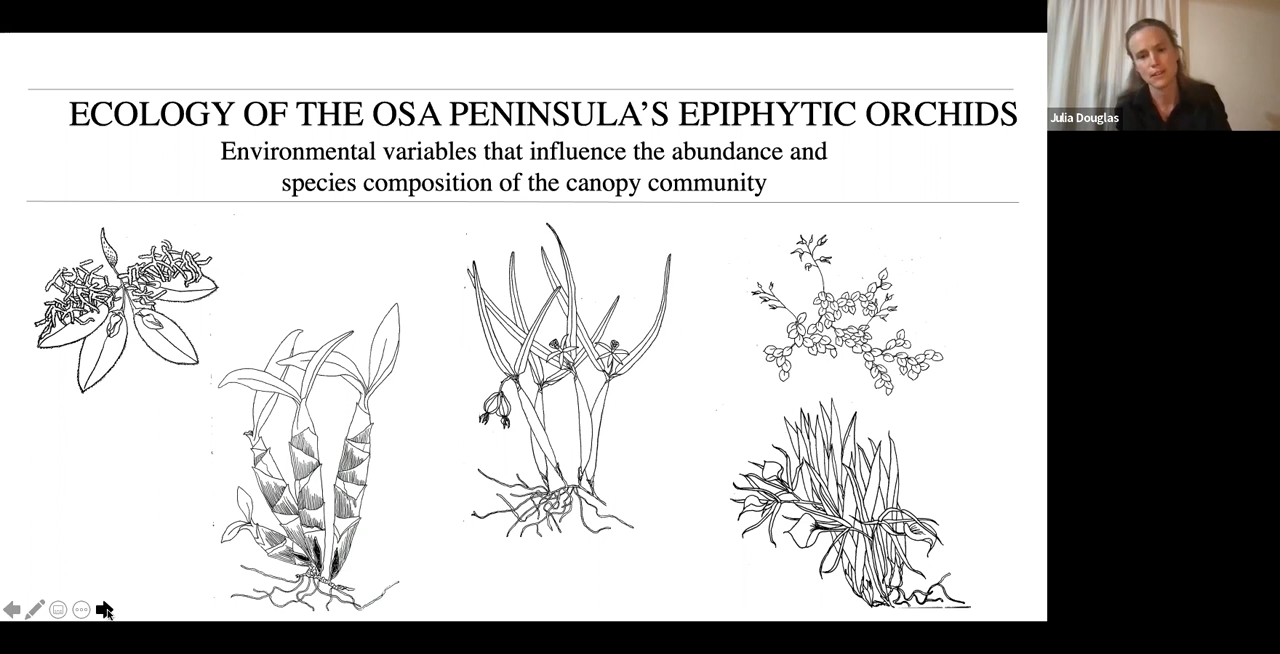 ECOLOGY OF THE OSA PENINSULA'S EPIPHYTIC ORCHIDS
Environmental variables that influence the abundance and
species composition of the canopy community
Julia Douglas